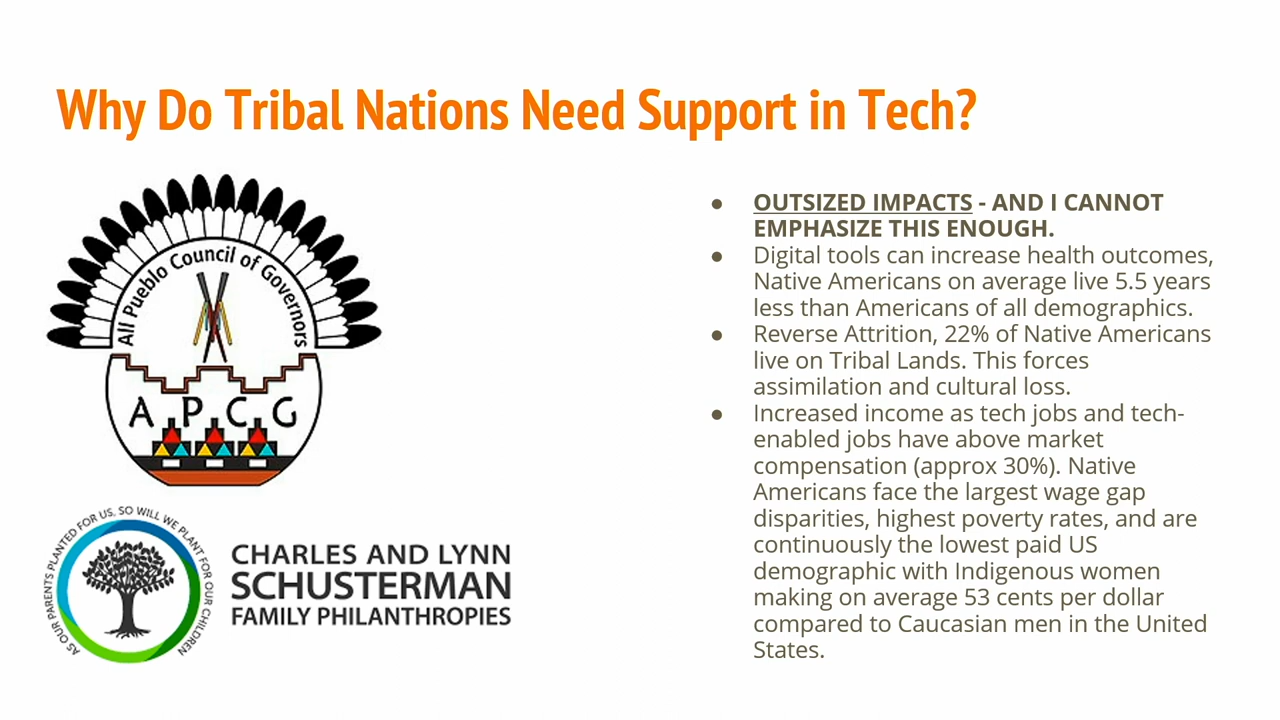 Why Do Tribal Nations Need Support in Tech?
All Pueblo Council of Governors
A P C G
AS OUR PARENTS PLANTED FOR US, SO WILL WE PLANT FOR OUR CHILDREN
CHARLES AND LYNN
SCHUSTERMAN
FAMILY PHILANTHROPIES
● OUTSIZED IMPACTS - AND I CANNOT
EMPHASIZE THIS ENOUGH.
● Digital tools can increase health outcomes,
Native Americans on average live 5.5 years
less than Americans of all demographics.
● Reverse Attrition, 22% of Native Americans
live on Tribal Lands. This forces
assimilation and cultural loss.
● Increased income as tech jobs and tech-
enabled jobs have above market
compensation (approx 30%). Native
Americans face the largest wage gap
disparities, highest poverty rates, and are
continuously the lowest paid US
demographic with Indigenous women
making on average 53 cents per dollar
compared to Caucasian men in the United
States.